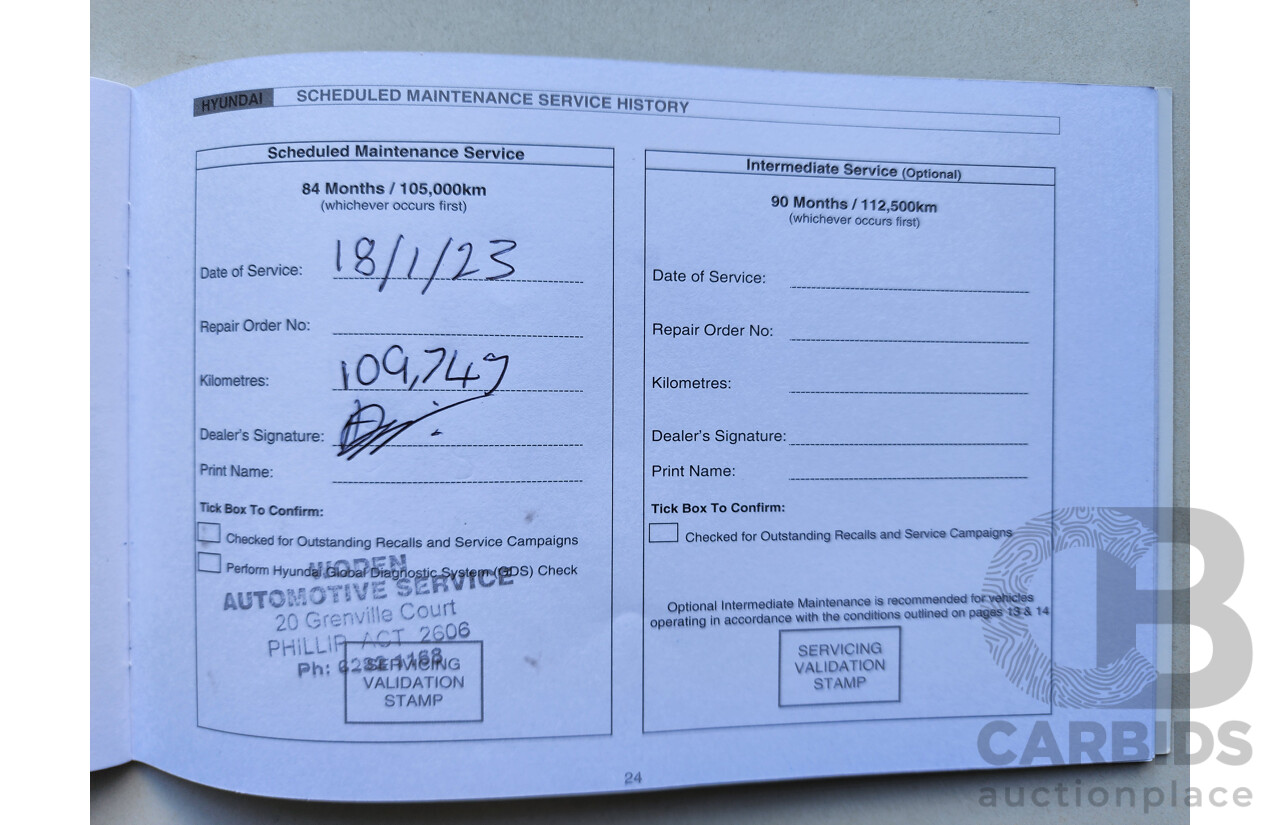 HYUNDAI SCHEDULED MAINTENANCE SERVICE HISTORY
Scheduled Maintenance Service
84 Months / 105,000km
(whichever occurs first)
Date of Service: 18/1/23
Repair Order No:
Kilometres: 109,749
Dealer's Signature:
Print Name:
Tick Box To Confirm:
Checked for Outstanding Recalls and Service Campaigns
Perform Hyundai Global Diagnostic System (GDS) Check
WODEN
AUTOMOTIVE SERVICE
20 Grenville Court
PHILLIP ACT 2606
Ph:
SERVICING
VALIDATION
STAMP
Intermediate Service (Optional)
90 Months / 112,500km
(whichever occurs first)
Date of Service:
Repair Order No:
Kilometres:
Dealer's Signature:
Print Name:
Tick Box To Confirm:
Checked for Outstanding Recalls and Service Campaigns
Optional Intermediate Maintenance is recommended for vehicles
operating in accordance with the conditions outlined on pages 13 & 14
SERVICING
VALIDATION
STAMP
24
CARBIDS
auctionplace